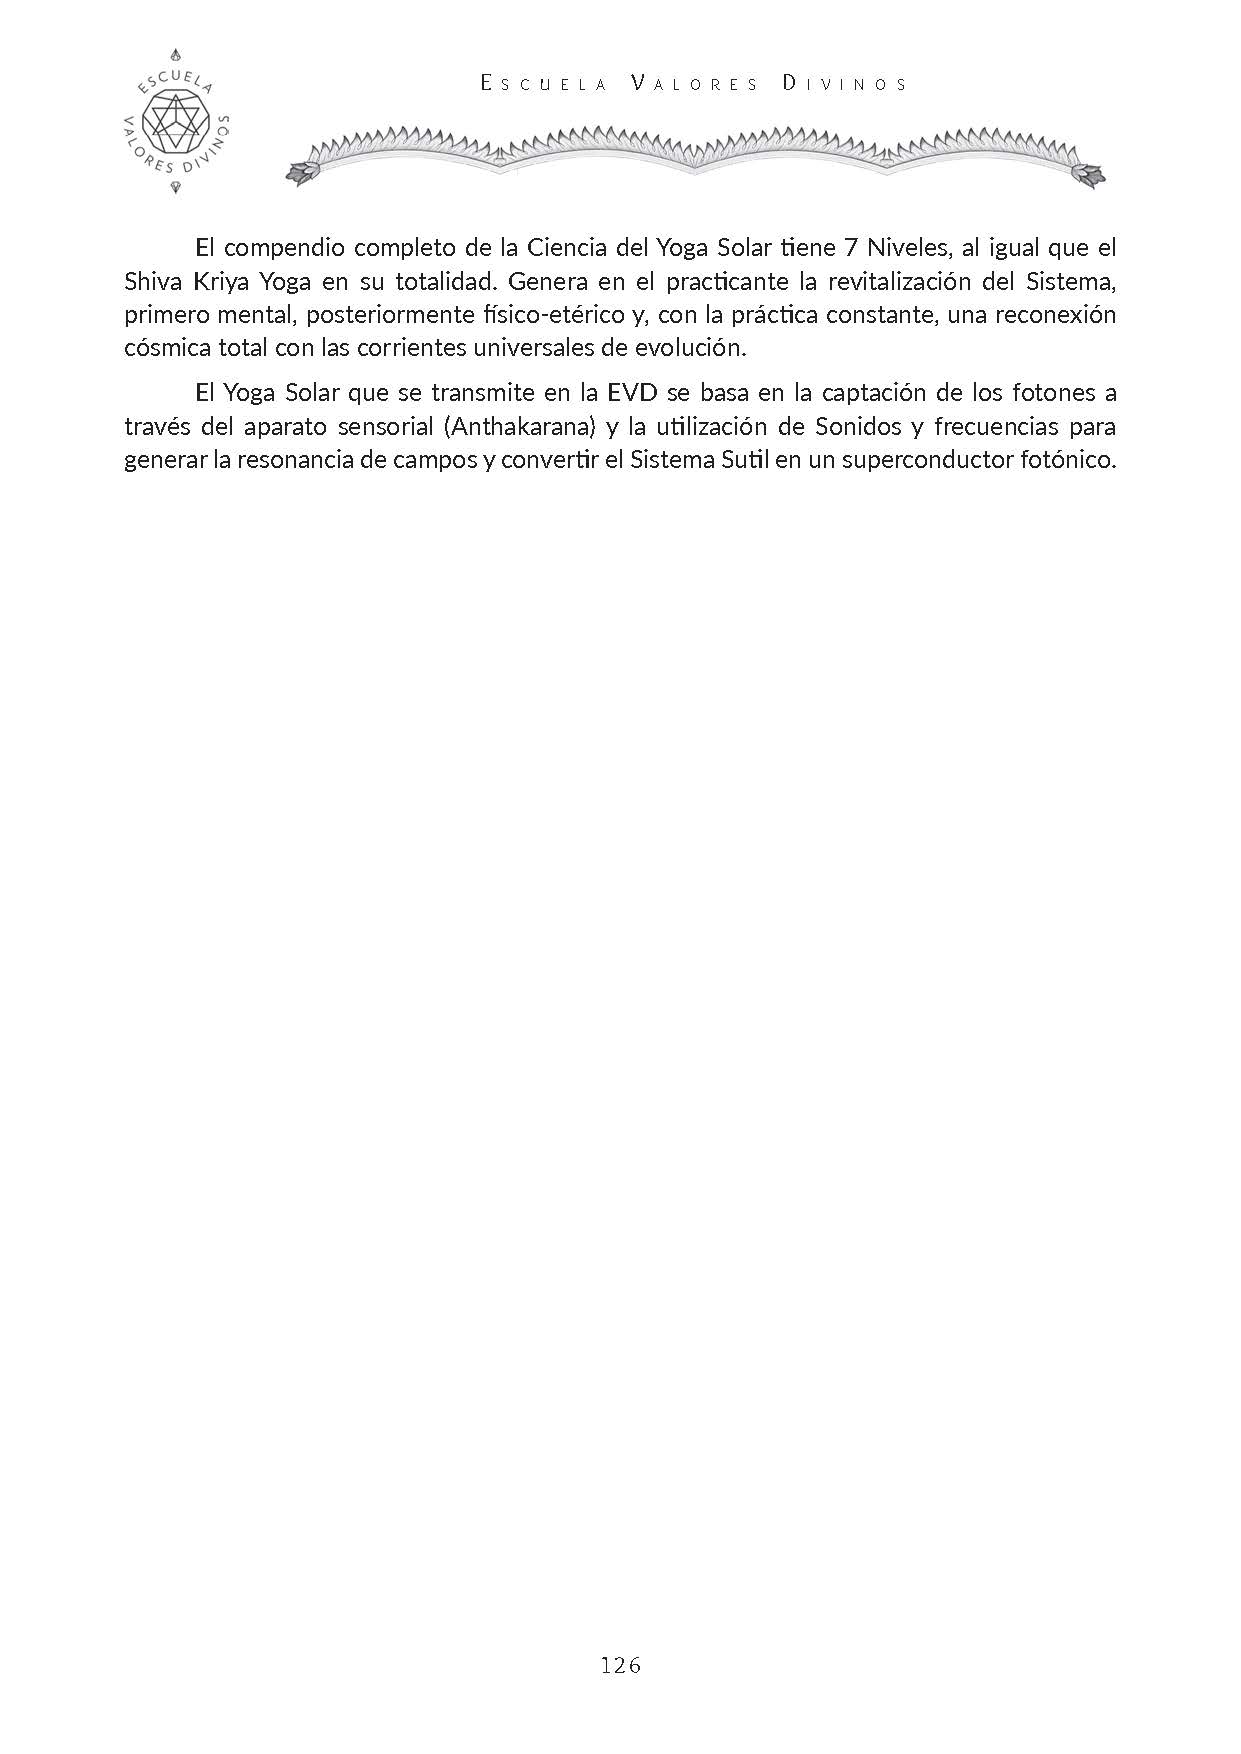 ESCUELA VALORES DIVINOS
ESCUELA VALORES DIVINOS
El compendio completo de la Ciencia del Yoga Solar tiene 7 Niveles, al igual que el
Shiva Kriya Yoga en su totalidad. Genera en el practicante la revitalización del Sistema,
primero mental, posteriormente físico-etérico y, con la práctica constante, una reconexión
cósmica total con las corrientes universales de evolución.
El Yoga Solar que se transmite en la EVD se basa en la captación de los fotones a
través del aparato sensorial (Anthakarana) y la utilización de Sonidos y frecuencias para
generar la resonancia de campos y convertir el Sistema Sutil en un superconductor fotónico.
126